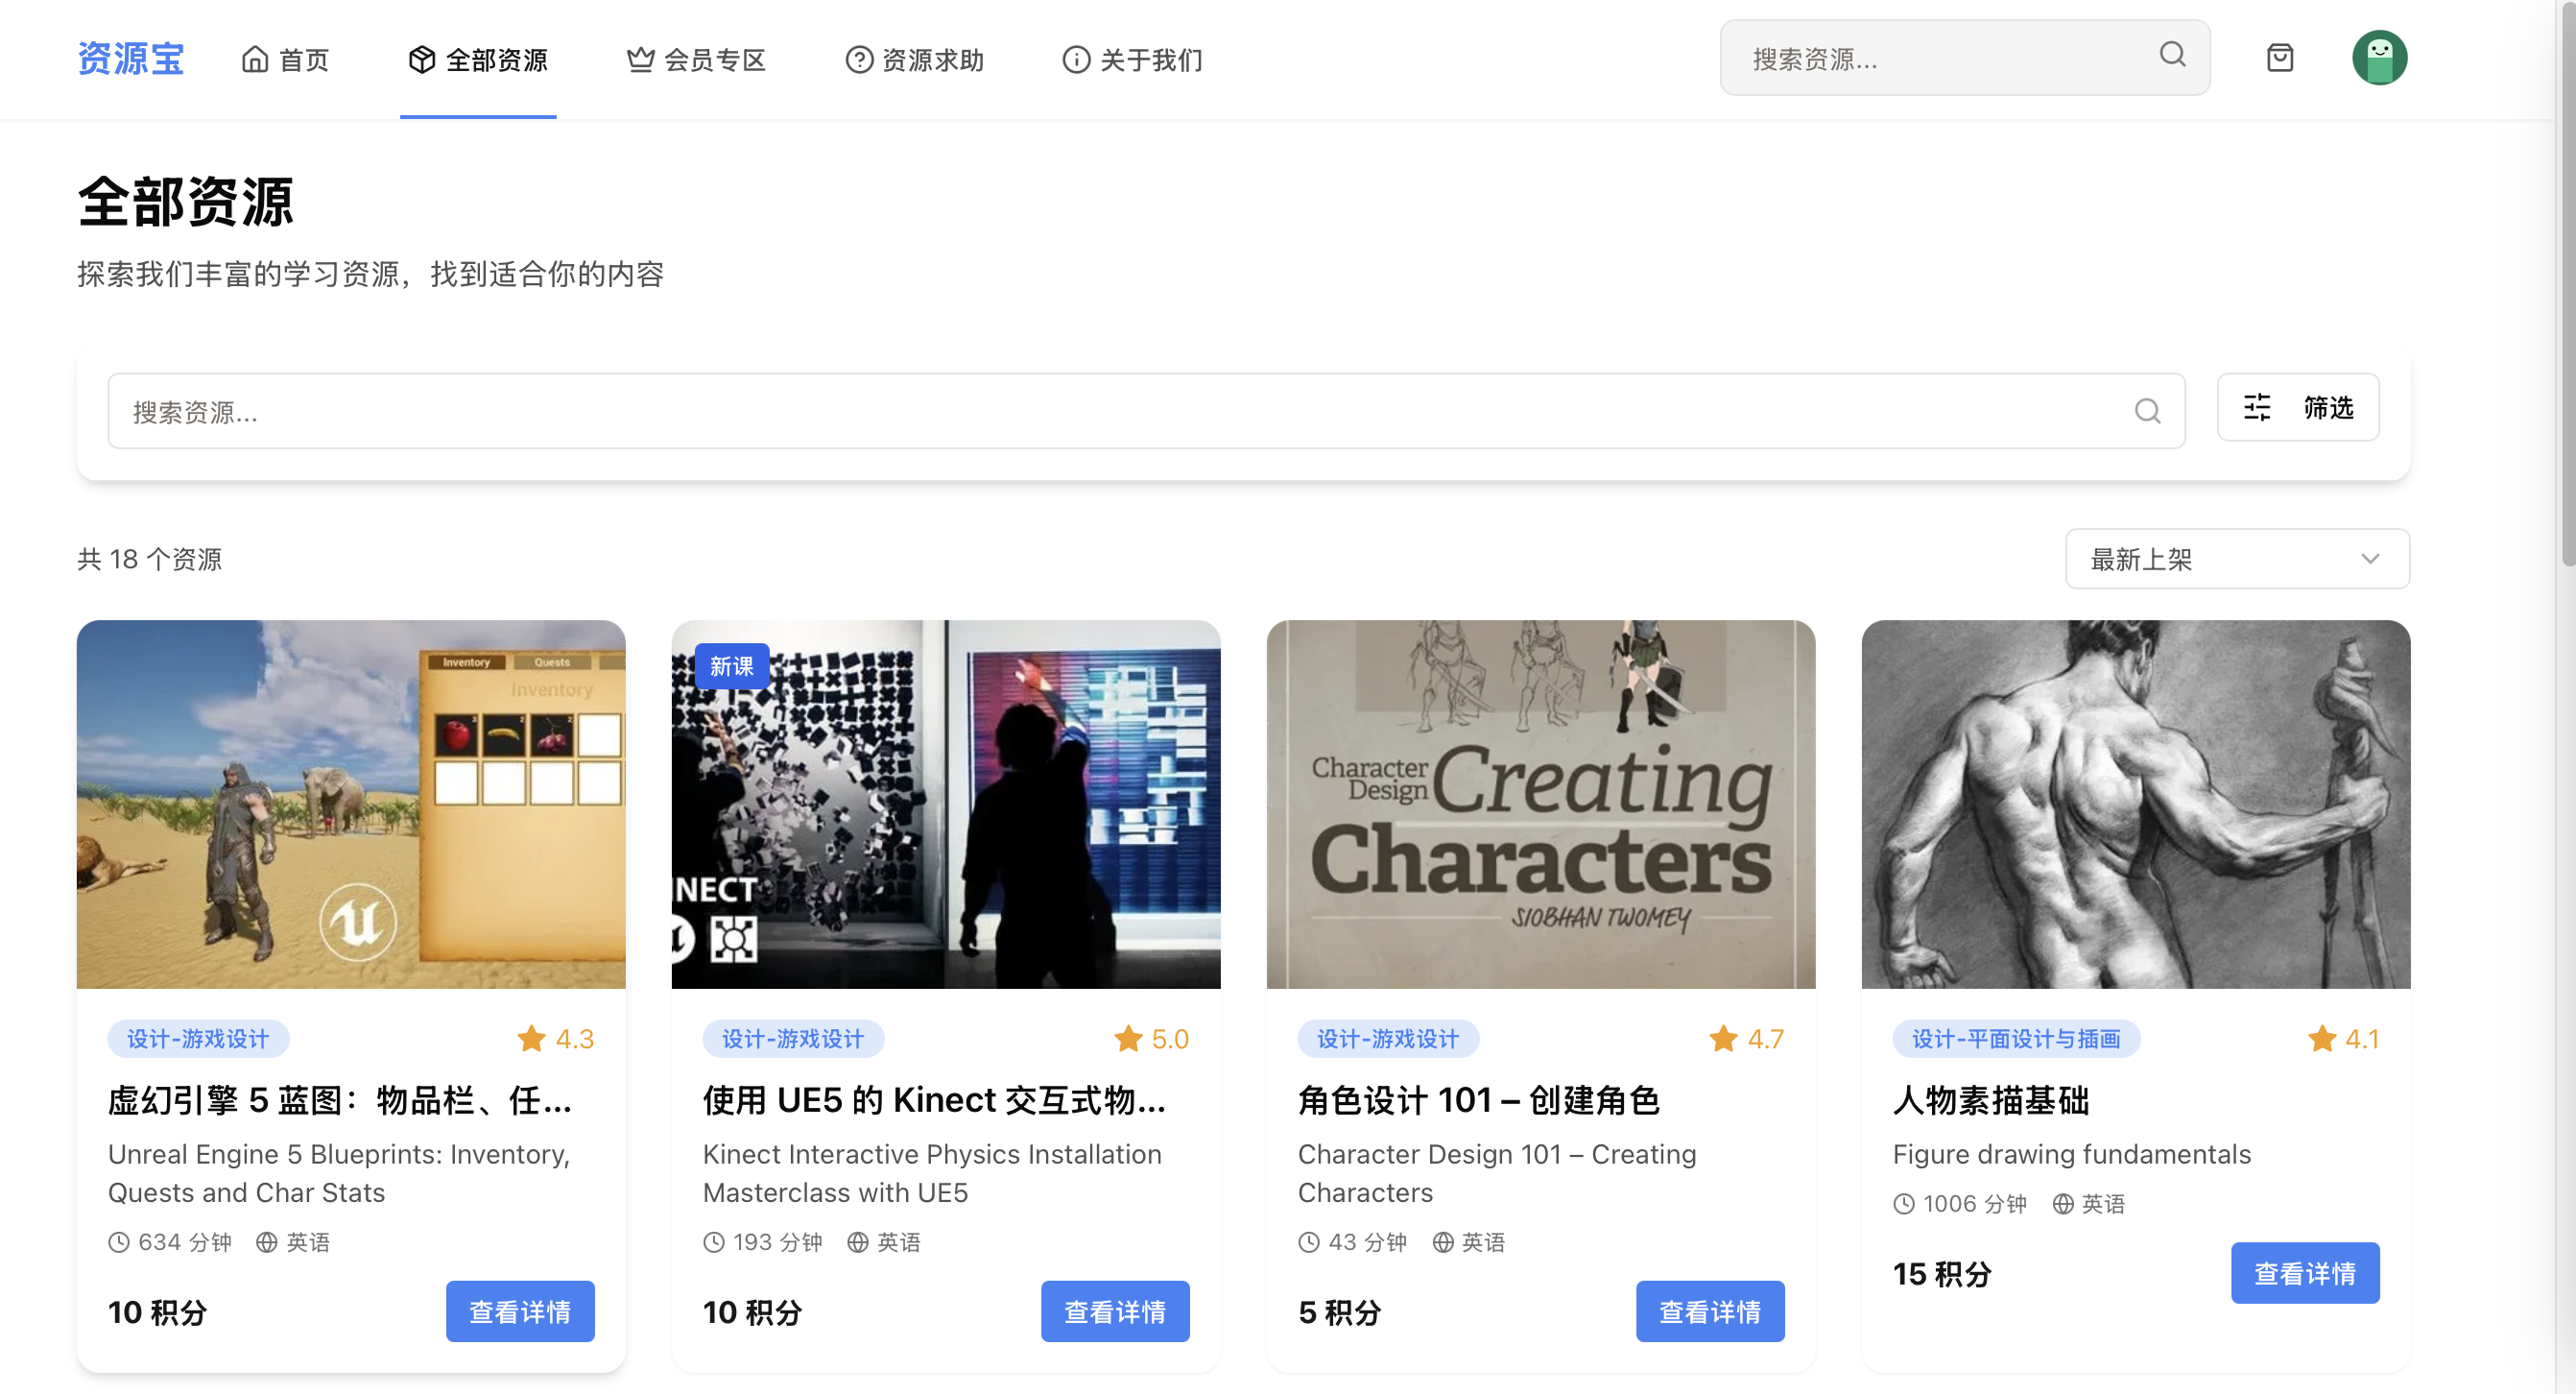 资源宝
首页
全部资源
会员专区
资源求助
关于我们
搜索资源...
全部资源
探索我们丰富的学习资源，找到适合你的内容
搜索资源...
筛选
共 18 个资源
最新上架
Inventory
Quests
Inventory
新课
INECT
Character
Design
Creating
Characters
SIOBHAN TWOMEY
设计-游戏设计
4.3
虚幻引擎 5 蓝图：物品栏、任...
Unreal Engine 5 Blueprints: Inventory,
Quests and Char Stats
634 分钟
英语
10 积分
查看详情
设计-游戏设计
5.0
使用 UE5 的 Kinect 交互式物...
Kinect Interactive Physics Installation
Masterclass with UE5
193 分钟
英语
10 积分
查看详情
设计-游戏设计
4.7
角色设计 101 – 创建角色
Character Design 101 – Creating
Characters
43 分钟
英语
5 积分
查看详情
设计-平面设计与插画
4.1
人物素描基础
Figure drawing fundamentals
1006 分钟
英语
15 积分
查看详情